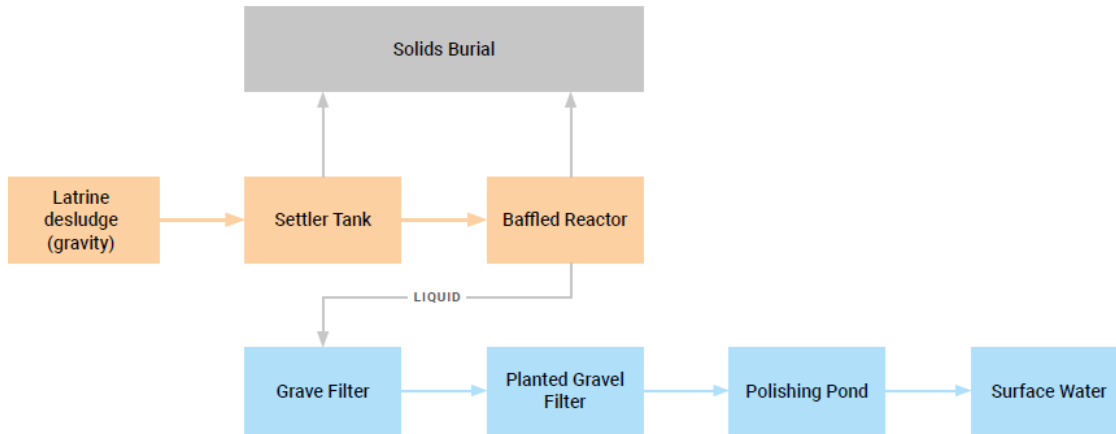 Solids Burial
Latrine
desludge
(gravity)
Settler Tank
Baffled Reactor
LIQUID
Grave Filter
Planted Gravel
Filter
Polishing Pond
Surface Water